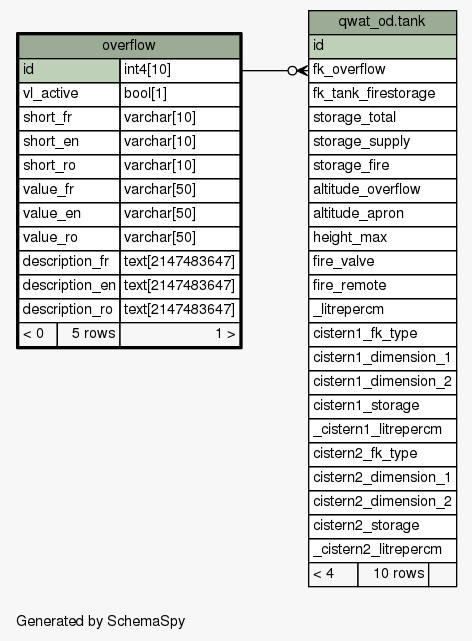 overflow
id int4[10]
vl_active bool[1]
short_fr varchar[10]
short_en varchar[10]
short_ro varchar[10]
value_fr varchar[50]
value_en varchar[50]
value_ro varchar[50]
description_fr text[2147483647]
description_en text[2147483647]
description_ro text[2147483647]
< 0 5 rows 1 >
qwat_od.tank
id
fk_overflow
fk_tank_firestorage
storage_total
storage_supply
storage_fire
altitude_overflow
altitude_apron
height_max
fire_valve
fire_remote
_litrepercm
cistern1_fk_type
cistern1_dimension_1
cistern1_dimension_2
cistern1_storage
_cistern1_litrepercm
cistern2_fk_type
cistern2_dimension_1
cistern2_dimension_2
cistern2_storage
_cistern2_litrepercm
< 4 10 rows
Generated by SchemaSpy